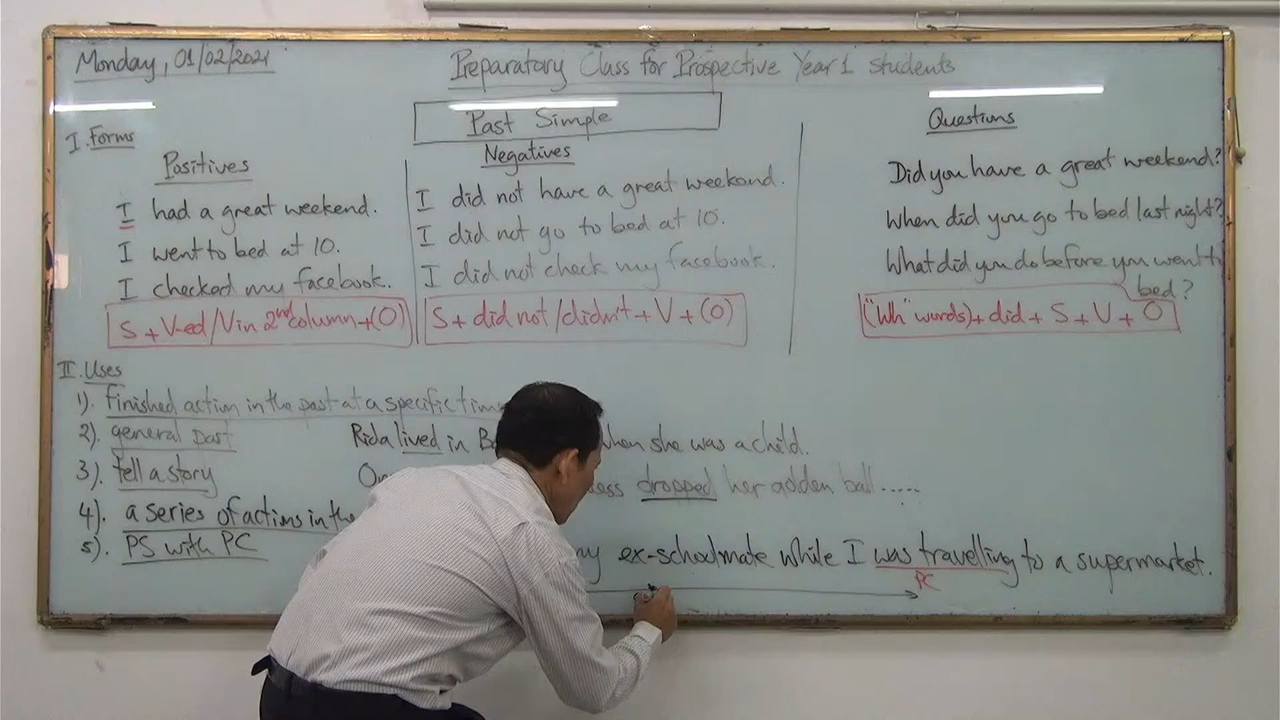 Monday, 01/02/2021
Preparatory Class for Prospective Year 1 students
Past Simple
I. Forms
Positives
I had a great weekend.
I went to bed at 10.
I checked my facebook.
S + V-ed/V in 2nd column + (O)
Negatives
I did not have a great weekend.
I did not go to bed at 10.
I did not check my facebook.
S + did not / didn't + V + (O)
Questions
Did you have a great weekend?
When did you go to bed last night?
What did you do before you went to
bed?
("Wh" words) + did + S + V + O
II. Uses
1). Finished action in the past at a specific time
2). general past Rida lived in when she was a child.
3). tell a story dropped her golden ball.....
4). a series of actions in the
5). PS with PC my ex-schoolmate while I was travelling to a supermarket.
PC